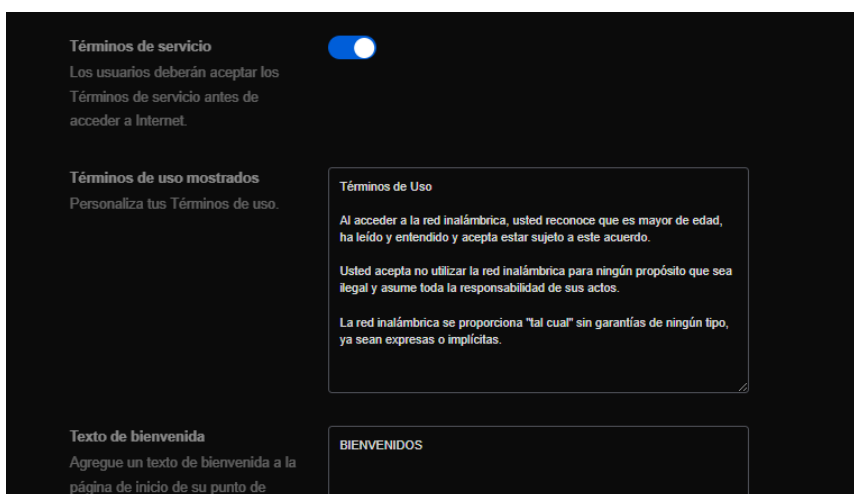 Términos de servicio
Los usuarios deberán aceptar los
Términos de servicio antes de
acceder a Internet.
Términos de uso mostrados
Personaliza tus Términos de uso.
Términos de Uso
Al acceder a la red inalámbrica, usted reconoce que es mayor de edad,
ha leído y entendido y acepta estar sujeto a este acuerdo.
Usted acepta no utilizar la red inalámbrica para ningún propósito que sea
ilegal y asume toda la responsabilidad de sus actos.
La red inalámbrica se proporciona "tal cual" sin garantías de ningún tipo,
ya sean expresas o implícitas.
Texto de bienvenida
Agregue un texto de bienvenida a la
página de inicio de su punto de
BIENVENIDOS